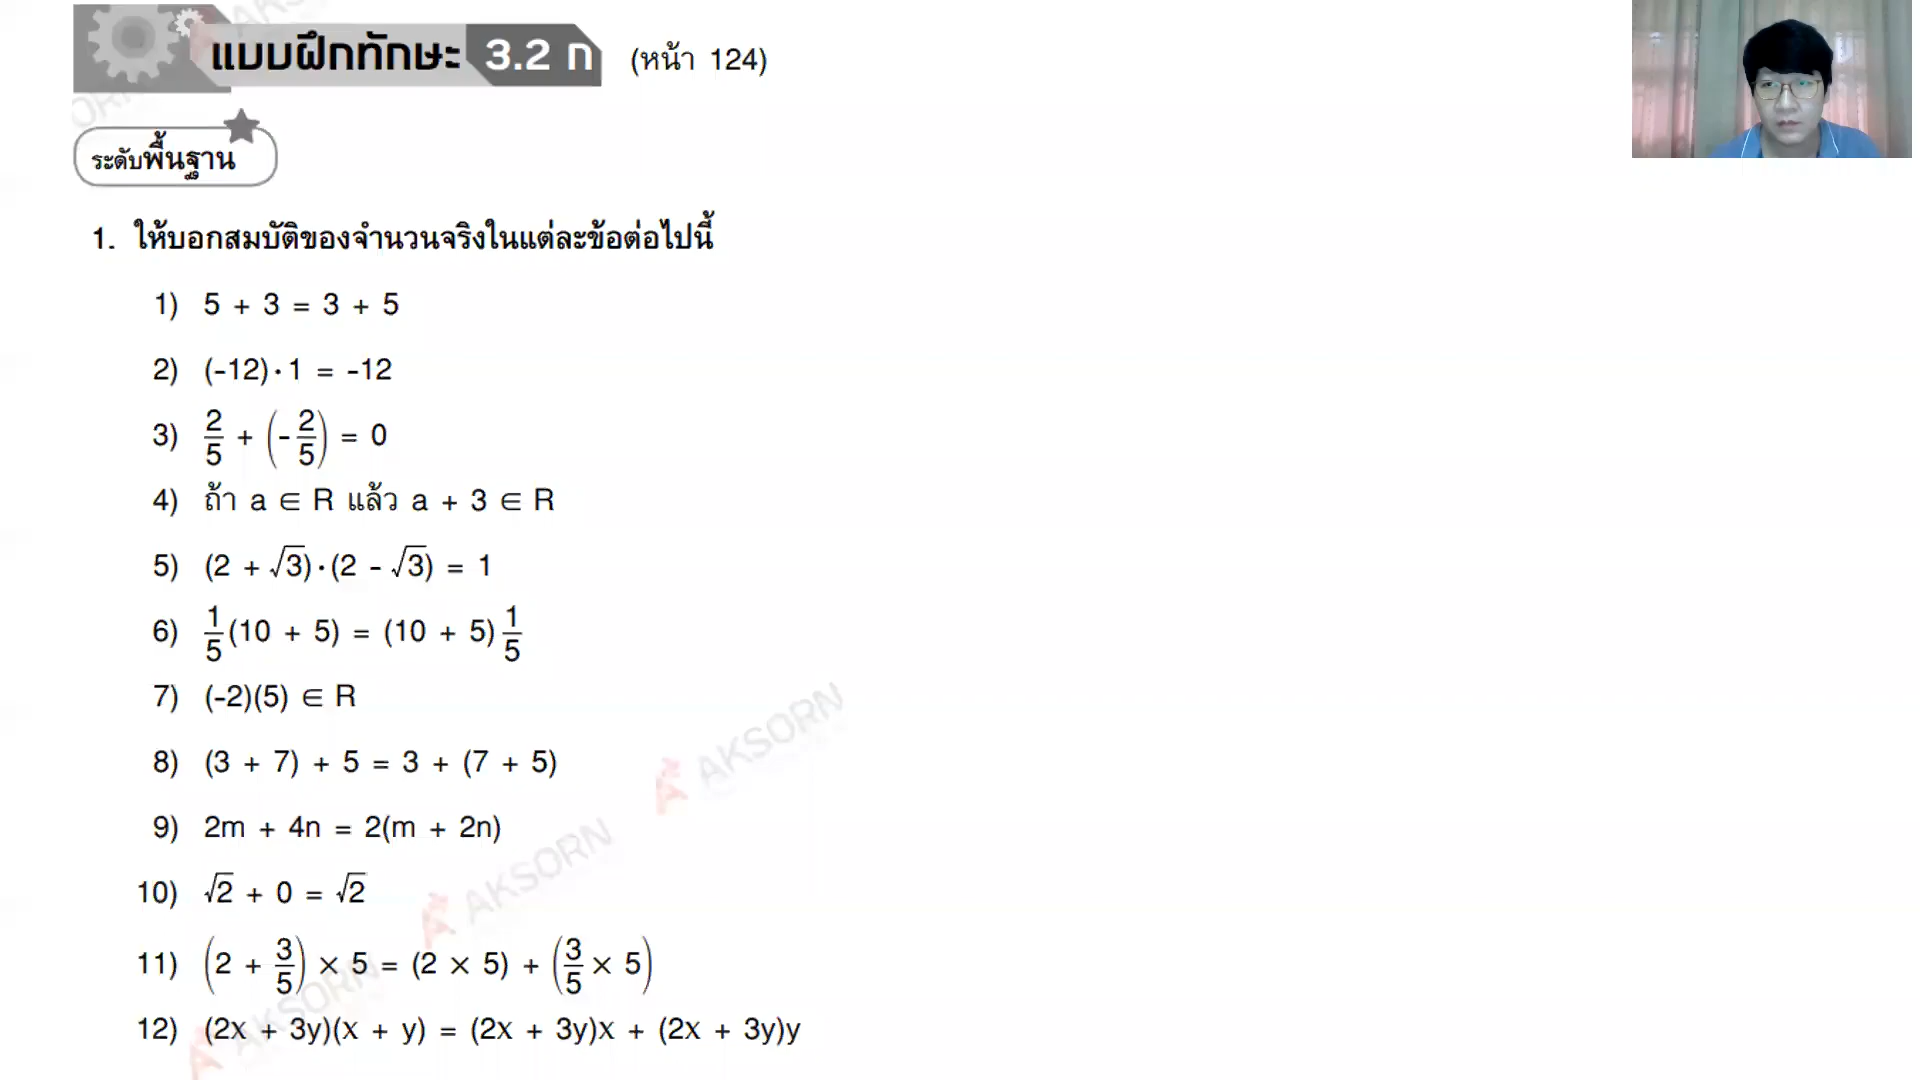 แบบฝึกทักษะ 3.2 ก (หน้า 124)
ระดับพื้นฐาน
1. ให้บอกสมบัติของจำนวนจริงในแต่ละข้อต่อไปนี้
1) 5 + 3 = 3 + 5
2) (-12)·1 = -12
3) 2/5 + (-2/5) = 0
4) ถ้า a ∈ R แล้ว a + 3 ∈ R
5) (2 + √3)·(2 - √3) = 1
6) 1/5(10 + 5) = (10 + 5)1/5
7) (-2)(5) ∈ R
8) (3 + 7) + 5 = 3 + (7 + 5)
9) 2m + 4n = 2(m + 2n)
10) √2 + 0 = √2
11) (2 + 3/5) × 5 = (2 × 5) + (3/5 × 5)
12) (2x + 3y)(x + y) = (2x + 3y)x + (2x + 3y)y
AKSORN
AKSORN
AKSORN